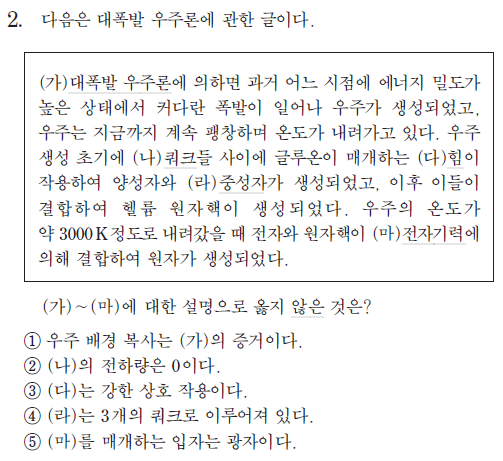 2. 다음은 대폭발 우주론에 관한 글이다.
(가)대폭발 우주론에 의하면 과거 어느 시점에 에너지 밀도가
높은 상태에서 커다란 폭발이 일어나 우주가 생성되었고,
우주는 지금까지 계속 팽창하며 온도가 내려가고 있다. 우주
생성 초기에 (나)쿼크들 사이에 글루온이 매개하는 (다)힘이
작용하여 양성자와 (라)중성자가 생성되었고, 이후 이들이
결합하여 헬륨 원자핵이 생성되었다. 우주의 온도가
약 3000K정도로 내려갔을 때 전자와 원자핵이 (마)전자기력에
의해 결합하여 원자가 생성되었다.
(가)~(마)에 대한 설명으로 옳지 않은 것은?
① 우주 배경 복사는 (가)의 증거이다.
② (나)의 전하량은 0이다.
③ (다)는 강한 상호 작용이다.
④ (라)는 3개의 쿼크로 이루어져 있다.
⑤ (마)를 매개하는 입자는 광자이다.